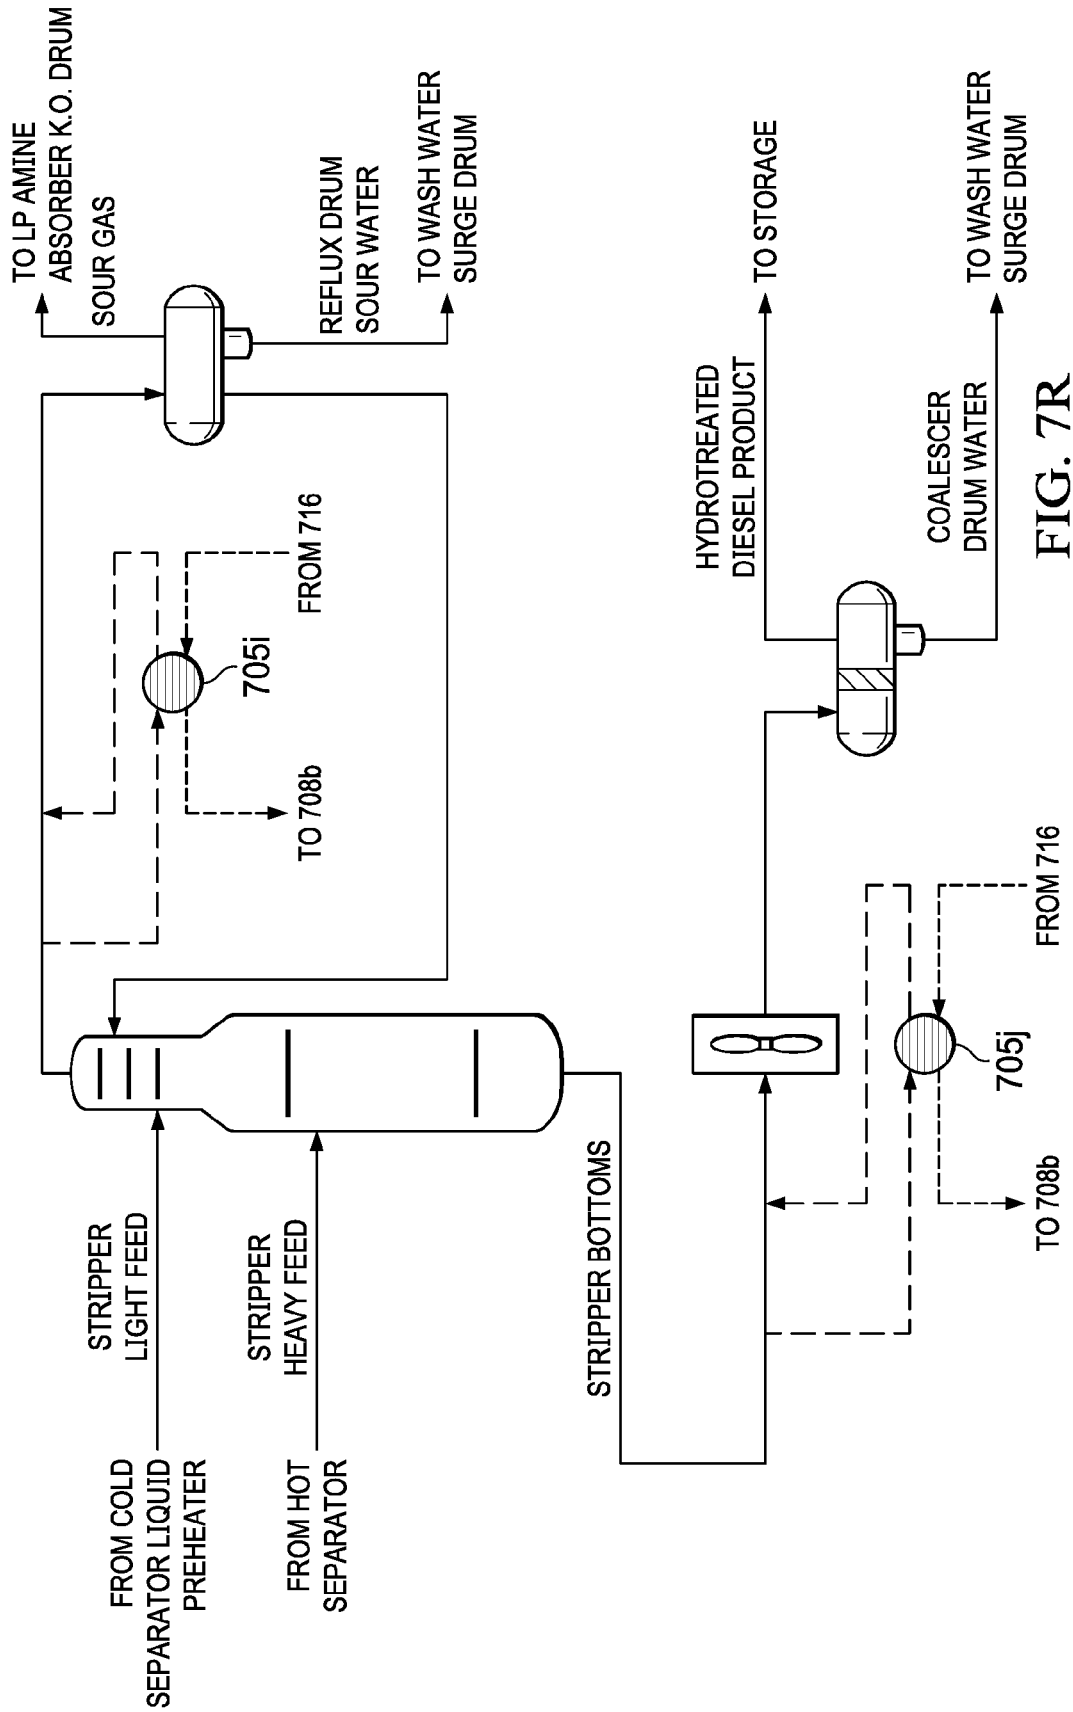 FROM COLD
SEPARATOR LIQUID
PREHEATER
STRIPPER
LIGHT FEED
FROM HOT
SEPARATOR
STRIPPER
HEAVY FEED
STRIPPER BOTTOMS
TO LP AMINE
ABSORBER K.O. DRUM
SOUR GAS
REFLUX DRUM
SOUR WATER
TO WASH WATER
SURGE DRUM
705i
FROM 716
TO 708b
HYDROTREATED
DIESEL PRODUCT
TO STORAGE
COALESCER
DRUM WATER
TO WASH WATER
SURGE DRUM
705j
FROM 716
TO 708b
FIG. 7R